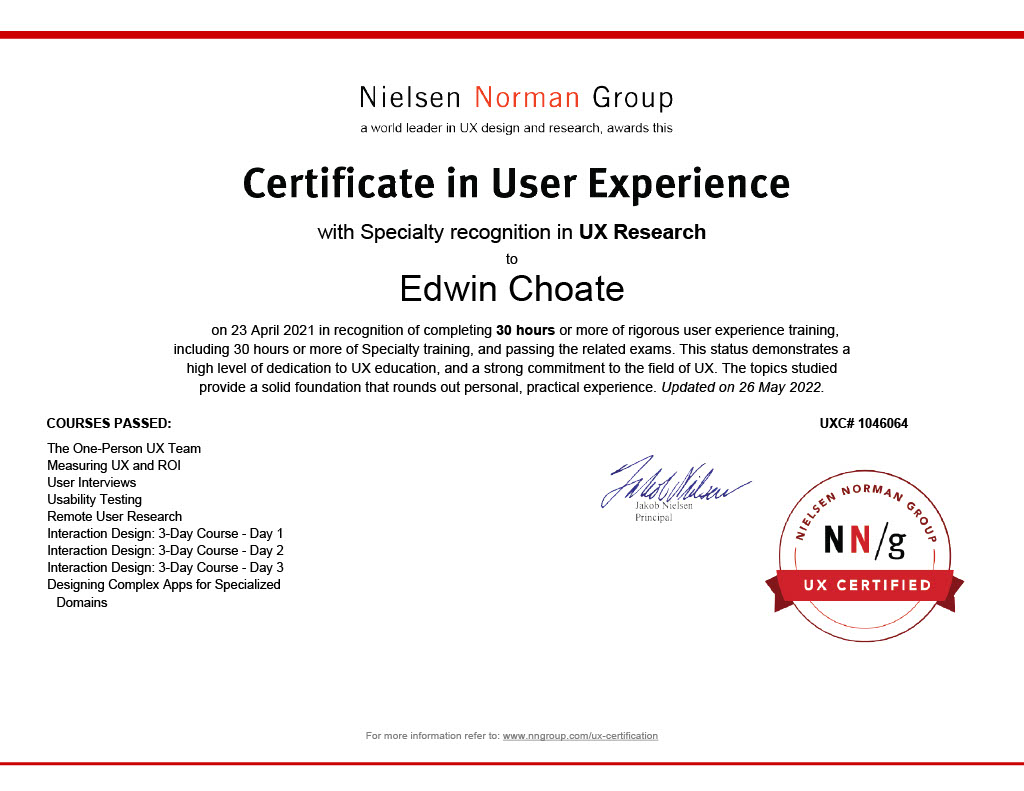 Nielsen Norman Group
a world leader in UX design and research, awards this
Certificate in User Experience
with Specialty recognition in UX Research
to
Edwin Choate
on 23 April 2021 in recognition of completing 30 hours or more of rigorous user experience training,
including 30 hours or more of Specialty training, and passing the related exams. This status demonstrates a
high level of dedication to UX education, and a strong commitment to the field of UX. The topics studied
provide a solid foundation that rounds out personal, practical experience. Updated on 26 May 2022.
COURSES PASSED:
The One-Person UX Team
Measuring UX and ROI
User Interviews
Usability Testing
Remote User Research
Interaction Design: 3-Day Course - Day 1
Interaction Design: 3-Day Course - Day 2
Interaction Design: 3-Day Course - Day 3
Designing Complex Apps for Specialized
Domains
Jakob Nielsen
Jakob Nielsen
Principal
UXC# 1046064
NIELSEN NORMAN GROUP
NN/g
UX CERTIFIED
For more information refer to: www.nngroup.com/ux-certification